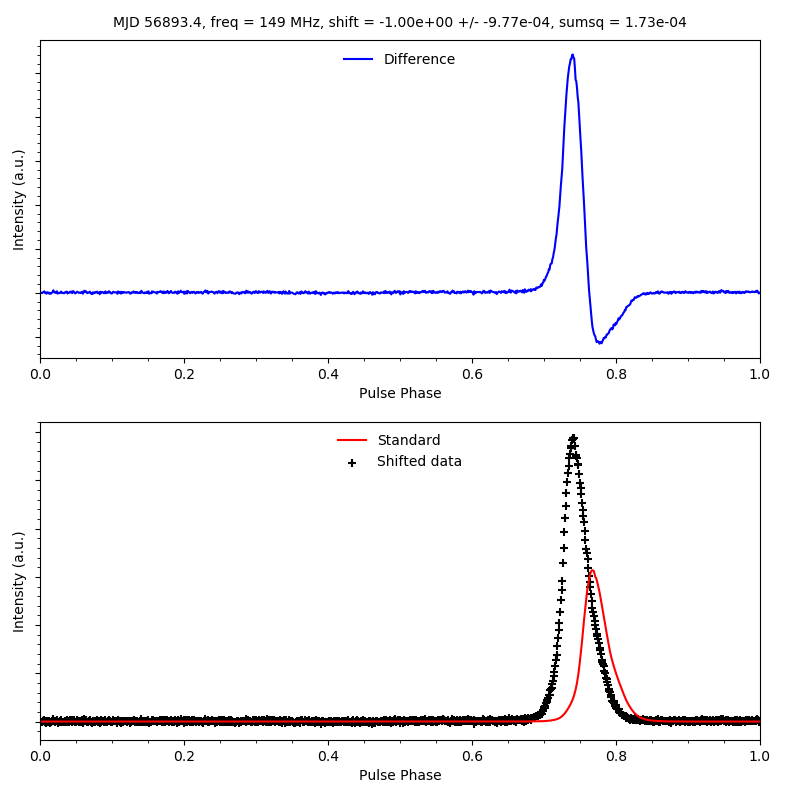 MJD 56893.4, freq = 149 MHz, shift = -1.00e+00 +/- -9.77e-04, sumsq = 1.73e-04
Difference
Intensity (a.u.)
0.0 0.2 0.4 0.6 0.8 1.0
Pulse Phase
Standard
Shifted data
Intensity (a.u.)
0.0 0.2 0.4 0.6 0.8 1.0
Pulse Phase